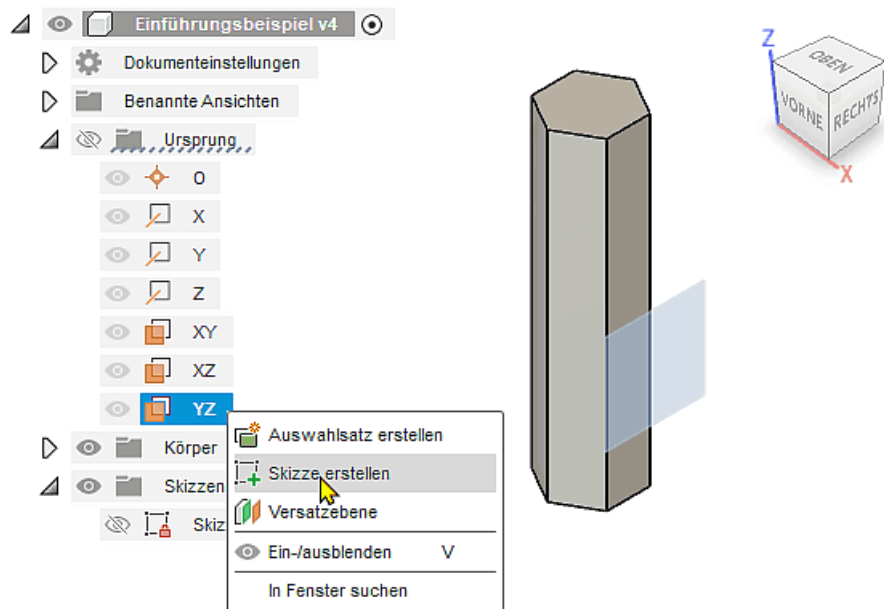 Einführungsbeispiel v4
Dokumenteinstellungen
Benannte Ansichten
Ursprung
O
X
Y
Z
XY
XZ
YZ
Körper
Skizzen
Skiz
Auswahlsatz erstellen
Skizze erstellen
Versatzebene
Ein-/ausblenden V
In Fenster suchen
Z
OBEN
VORNE
RECHTS
X